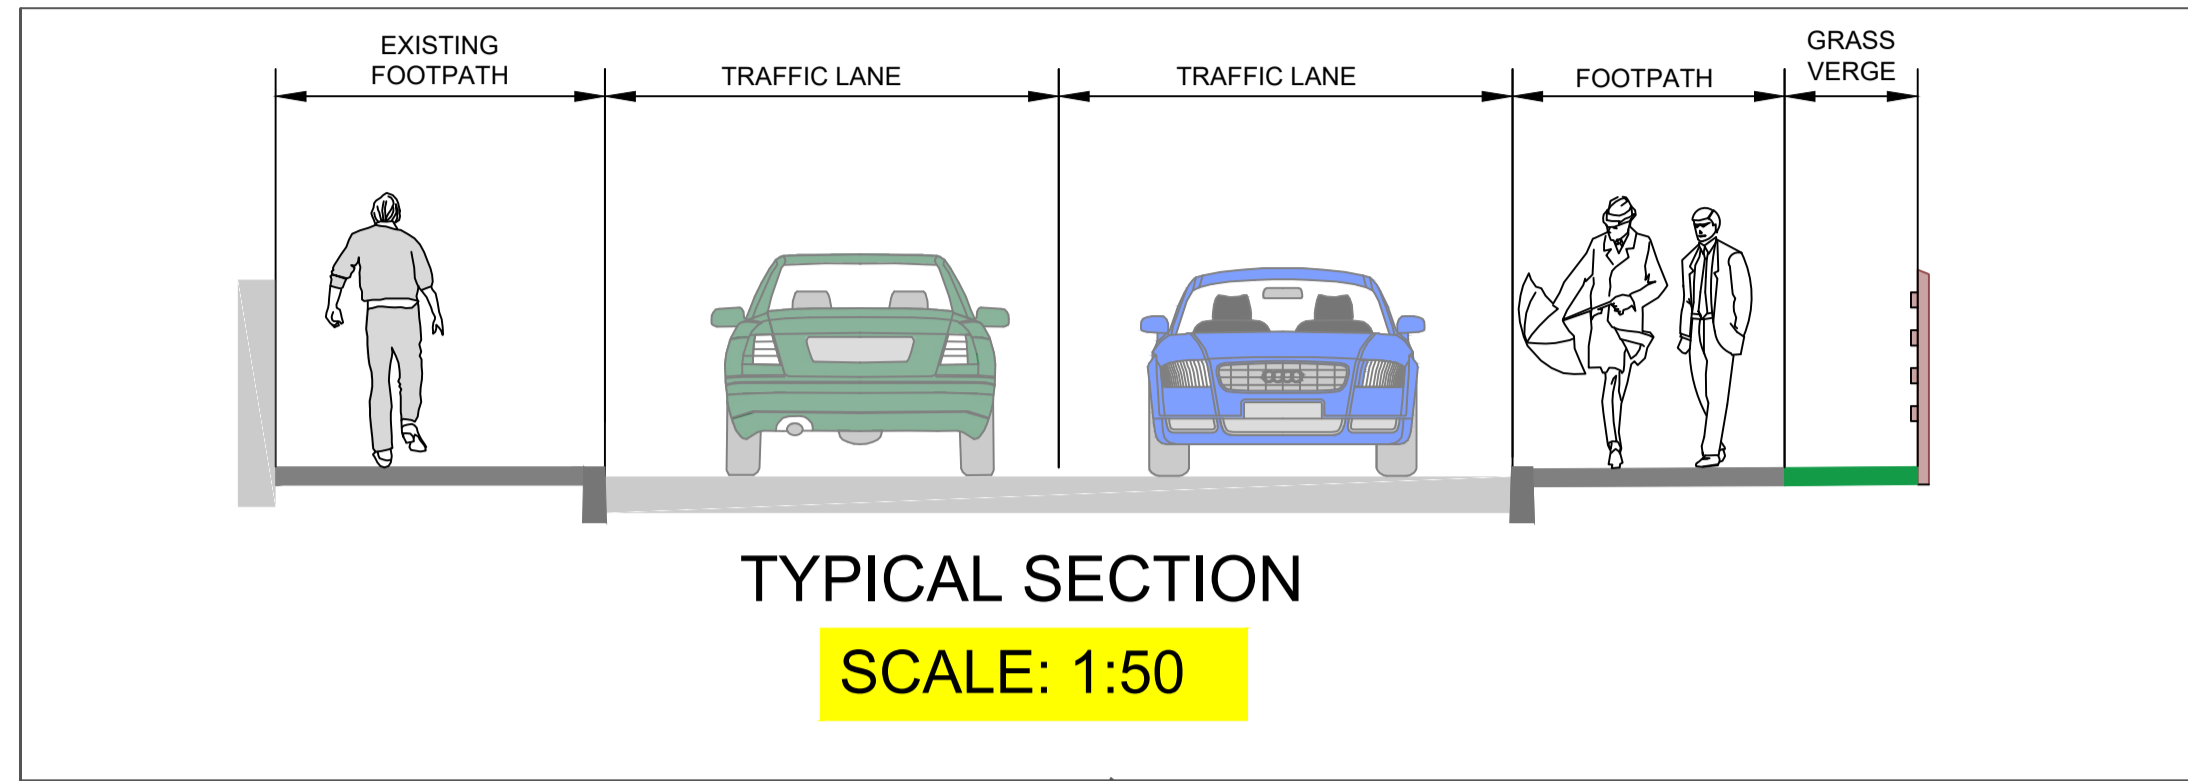 EXISTING
FOOTPATH
TRAFFIC LANE
TRAFFIC LANE
FOOTPATH
GRASS
VERGE
TYPICAL SECTION
SCALE: 1:50